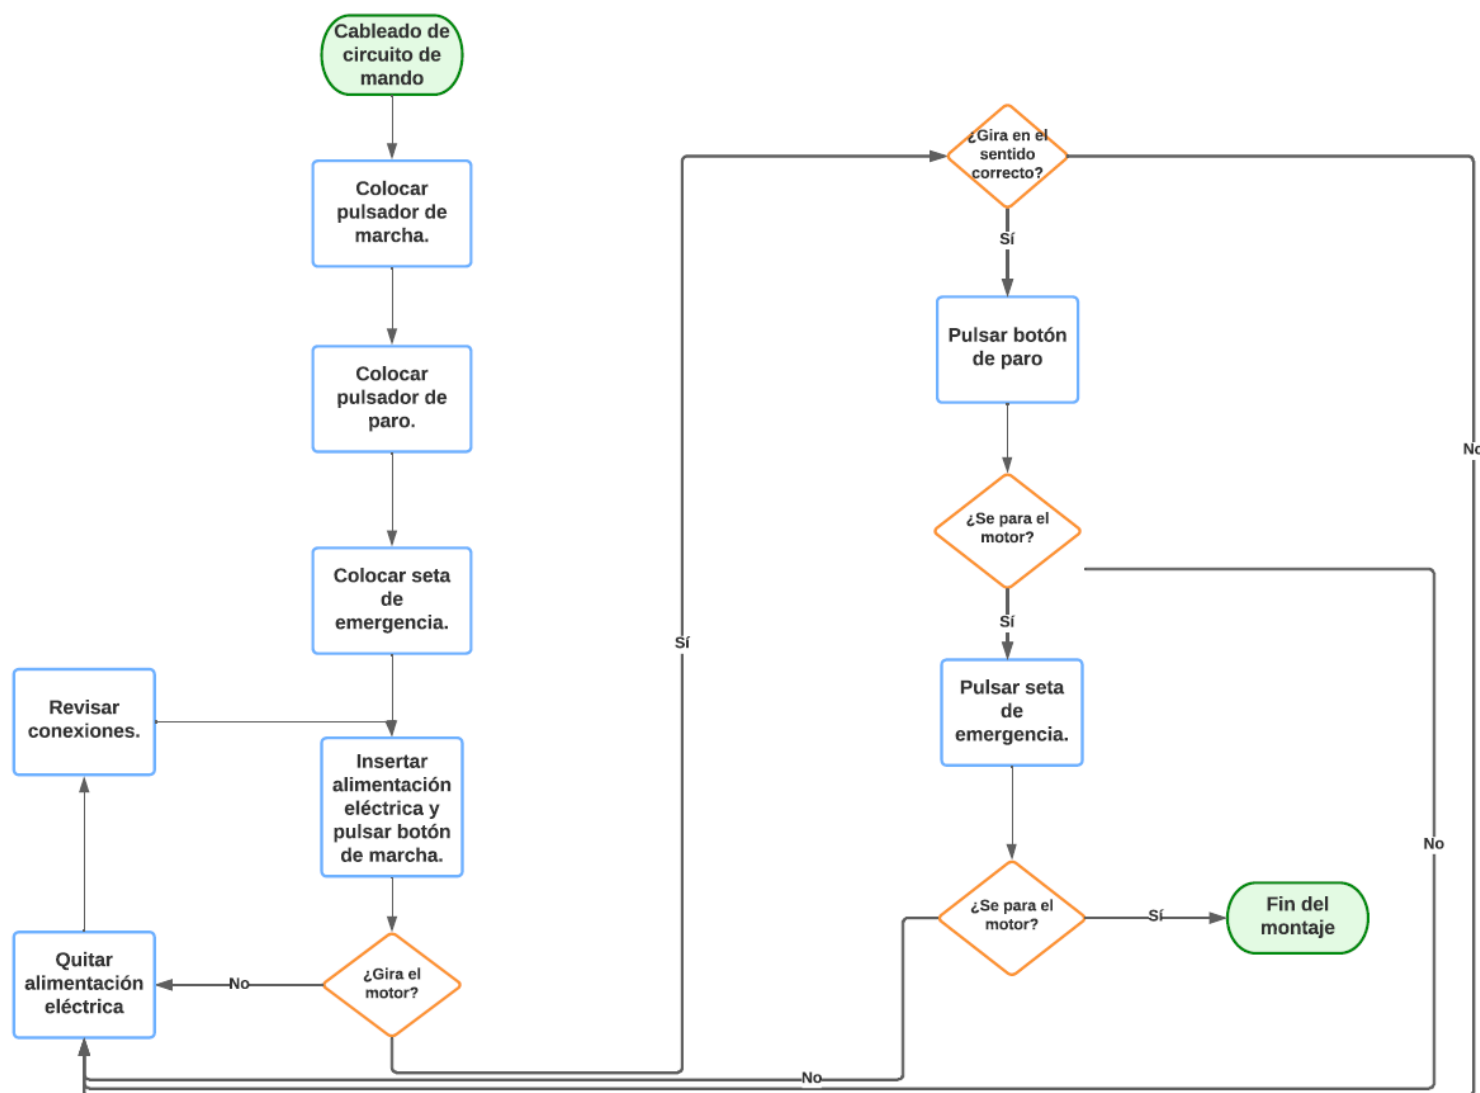 Cableado de
circuito de
mando
Colocar
pulsador de
marcha.
Colocar
pulsador de
paro.
Colocar seta
de
emergencia.
Revisar
conexiones.
Insertar
alimentación
eléctrica y
pulsar botón
de marcha.
Quitar
alimentación
eléctrica
No
¿Gira el
motor?
Sí
¿Gira en el
sentido
correcto?
Sí
No
Pulsar botón
de paro
¿Se para el
motor?
Sí
No
Pulsar seta
de
emergencia.
¿Se para el
motor?
Sí
Fin del
montaje
No